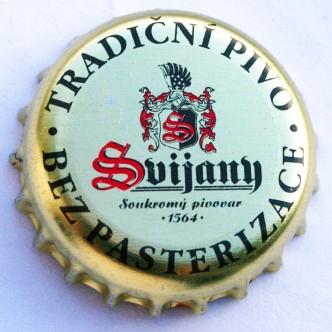 TRADIČNÍ PIVO
S
Svijany
Soukromý pivovar
·1564·
· BEZ PASTERIZACE ·